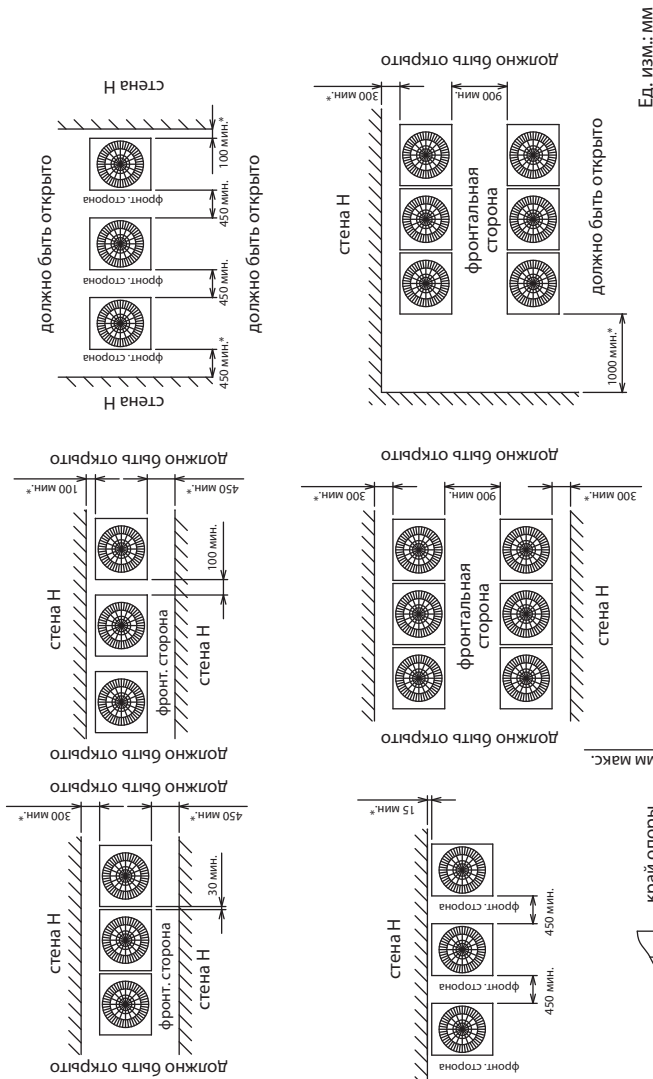 стена Н
300 мин.*
должно быть открыто
должно быть открыто
фронт. сторона
450 мин.*
30 мин.
стена Н
стена Н
100 мин.*
должно быть открыто
должно быть открыто
фронт. сторона
450 мин.*
100 мин.
стена Н
должно быть открыто
стена Н
стена Н
фронт. сторона
фронт. сторона
фронт. сторона
450 мин.*
450 мин.
450 мин.
100 мин.*
должно быть открыто
стена Н
15 мин.*
фронт. сторона
фронт. сторона
фронт. сторона
450 мин.
450 мин.
300 мин.*
должно быть открыто
должно быть открыто
фронтальная
сторона
900 мин.
300 мин.*
стена Н
стена Н
300 мин.*
должно быть открыто
фронтальная
сторона
900 мин.
1000 мин.*
должно быть открыто
край опоры
мм макс.
Ед. изм.: мм